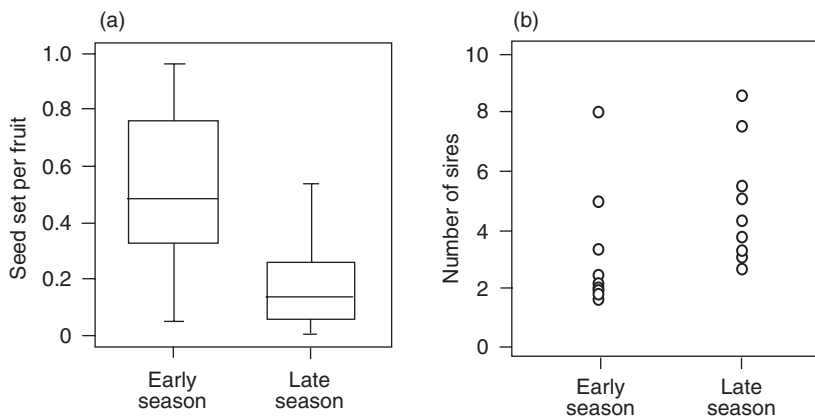 (a)
Seed set per fruit
1.0
0.8
0.6
0.4
0.2
0
Early
season
Late
season
(b)
Number of sires
10
8
6
4
2
0
Early
season
Late
season